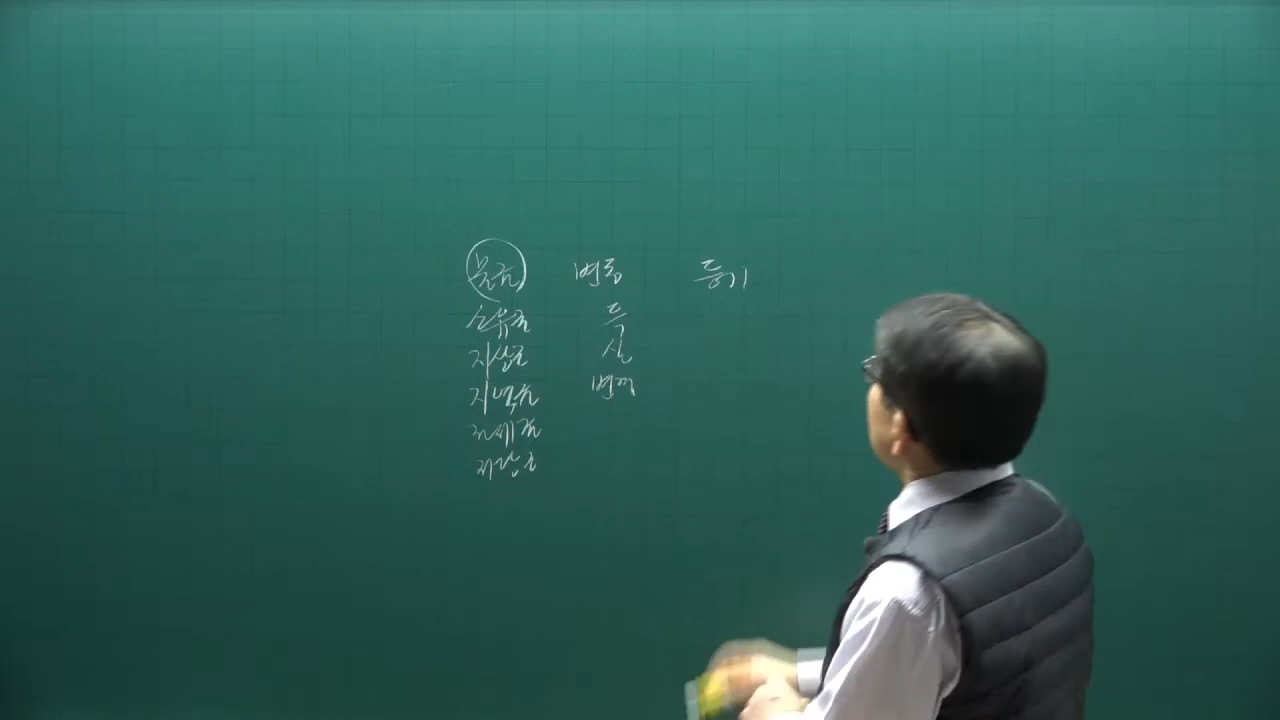 물권 변동 등기
소유권 득
지상권 실
지역권 변경
전세권
저당권